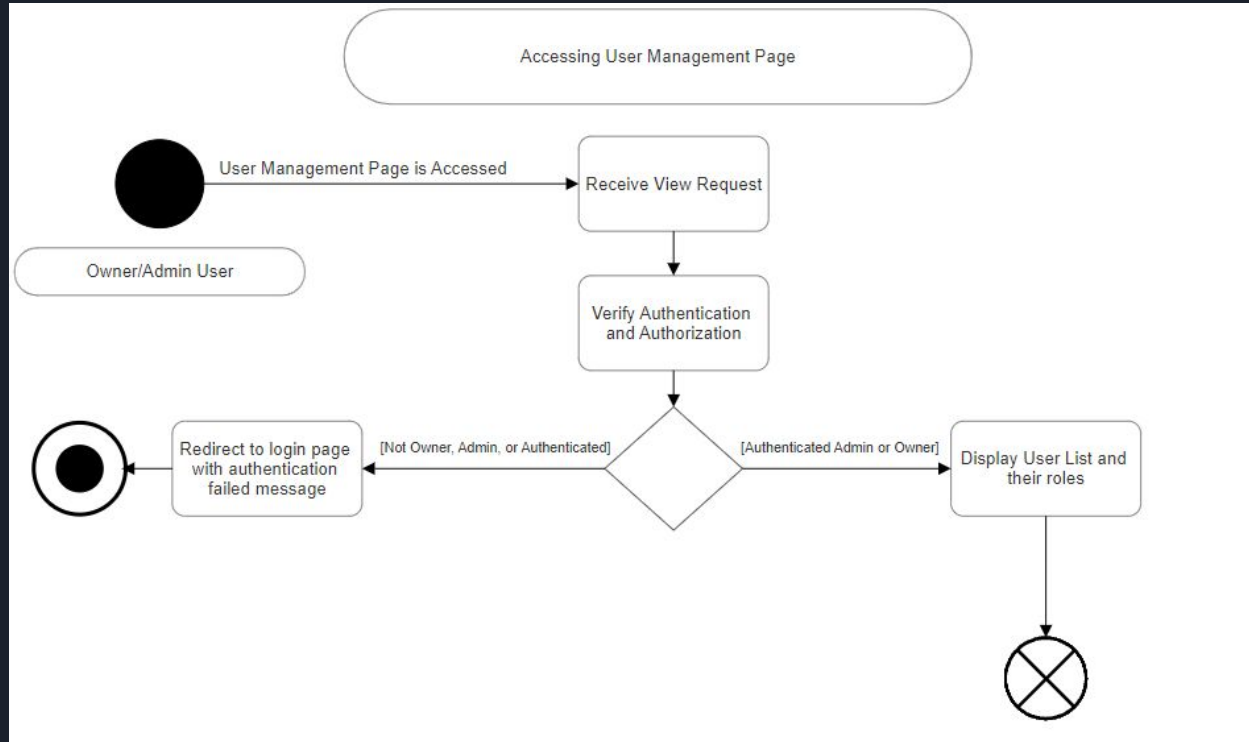 Accessing User Management Page
User Management Page is Accessed
Receive View Request
Owner/Admin User
Verify Authentication
and Authorization
Redirect to login page
with authentication
failed message
[Not Owner, Admin, or Authenticated]
[Authenticated Admin or Owner]
Display User List and
their roles